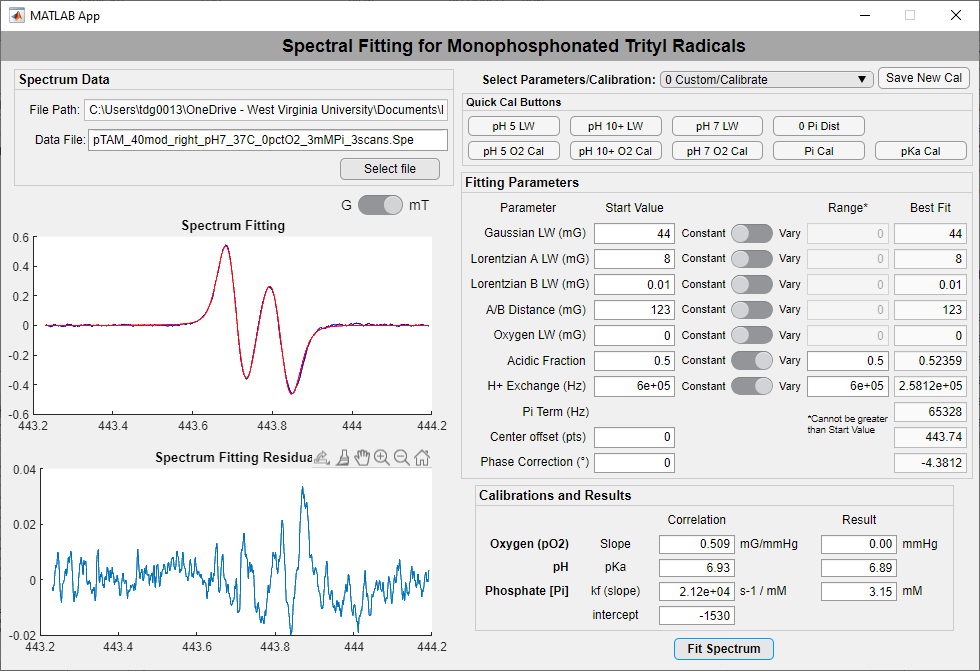 MATLAB App
Spectral Fitting for Monophosphonated Trityl Radicals
Spectrum Data
File Path: C:\Users\tdg0013\OneDrive - West Virginia University\Documents\
Data File: pTAM_40mod_right_pH7_37C_0pctO2_3mMPi_3scans.Spe
Select file
G mT
Spectrum Fitting
0.6
0.4
0.2
0
-0.2
-0.4
-0.6
443.2 443.4 443.6 443.8 444 444.2
Spectrum Fitting Residua
0.04
0.02
0
-0.02
443.2 443.4 443.6 443.8 444 444.2
Select Parameters/Calibration: 0 Custom/Calibrate Save New Cal
Quick Cal Buttons
pH 5 LW pH 10+ LW pH 7 LW 0 Pi Dist
pH 5 O2 Cal pH 10+ O2 Cal pH 7 O2 Cal Pi Cal pKa Cal
Fitting Parameters
Parameter Start Value Range* Best Fit
Gaussian LW (mG) 44 Constant Vary 0 44
Lorentzian A LW (mG) 8 Constant Vary 0 8
Lorentzian B LW (mG) 0.01 Constant Vary 0 0.01
A/B Distance (mG) 123 Constant Vary 0 123
Oxygen LW (mG) 0 Constant Vary 0 0
Acidic Fraction 0.5 Constant Vary 0.5 0.52359
H+ Exchange (Hz) 6e+05 Constant Vary 6e+05 2.5812e+05
Pi Term (Hz) 65328
*Cannot be greater
than Start Value
Center offset (pts) 0 443.74
Phase Correction (°) 0 -4.3812
Calibrations and Results
Correlation Result
Oxygen (pO2) Slope 0.509 mG/mmHg 0.00 mmHg
pH pKa 6.93 6.89
Phosphate [Pi] kf (slope) 2.12e+04 s-1 / mM 3.15 mM
intercept -1530
Fit Spectrum